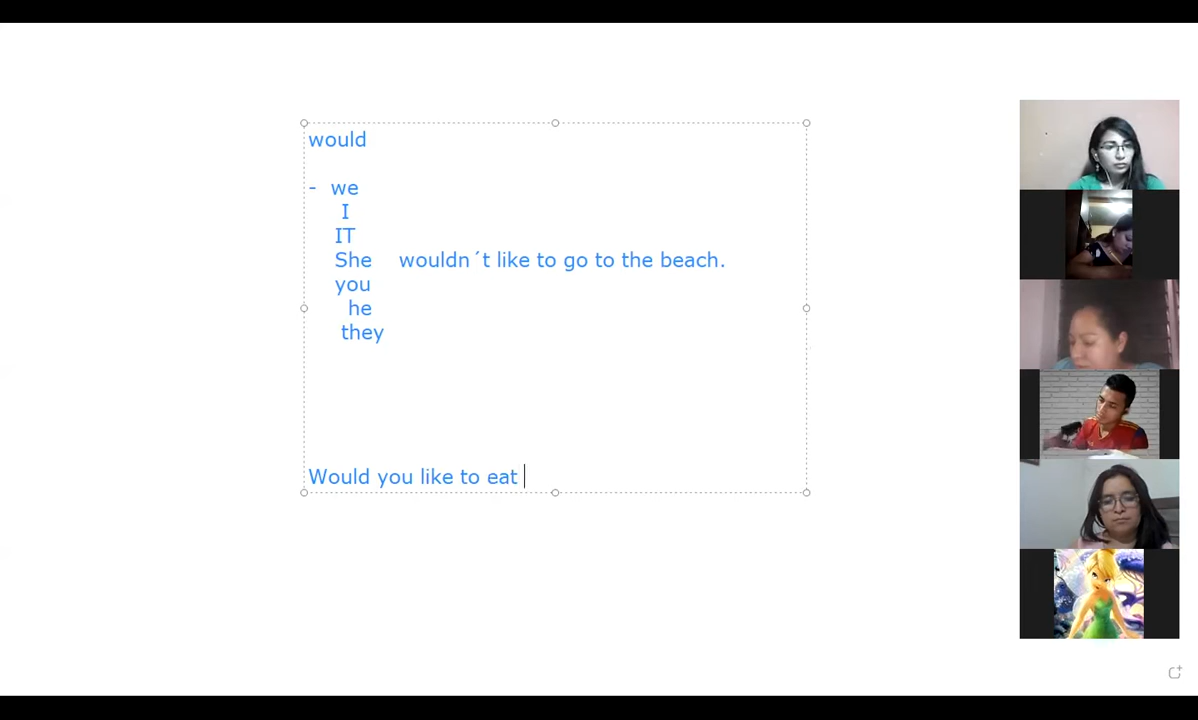 would
- we
I
IT
She wouldn´t like to go to the beach.
you
he
they
Would you like to eat